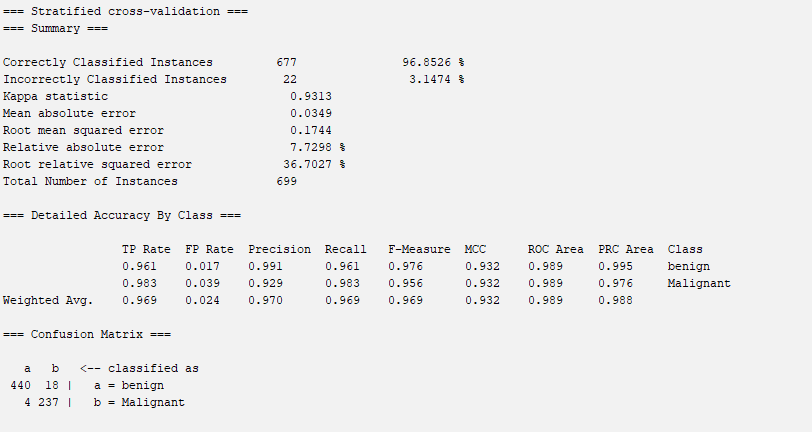 === Stratified cross-validation ===
=== Summary ===
Correctly Classified Instances 677 96.8526 %
Incorrectly Classified Instances 22 3.1474 %
Kappa statistic 0.9313
Mean absolute error 0.0349
Root mean squared error 0.1744
Relative absolute error 7.7298 %
Root relative squared error 36.7027 %
Total Number of Instances 699
=== Detailed Accuracy By Class ===
TP Rate FP Rate Precision Recall F-Measure MCC ROC Area PRC Area Class
0.961 0.017 0.991 0.961 0.976 0.932 0.989 0.995 benign
0.983 0.039 0.929 0.983 0.956 0.932 0.989 0.976 Malignant
Weighted Avg. 0.969 0.024 0.970 0.969 0.969 0.932 0.989 0.988
=== Confusion Matrix ===
a b <-- classified as
440 18 | a = benign
4 237 | b = Malignant